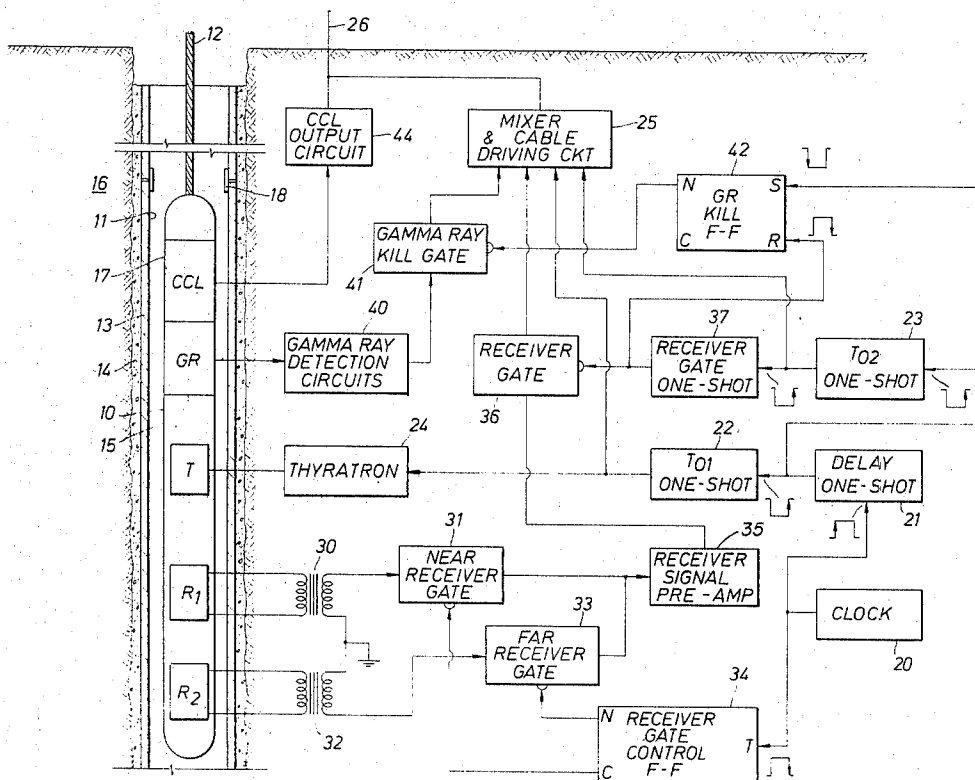 12
26
CCL
OUTPUT
CIRCUIT
44
MIXER
& CABLE
DRIVING CKT
25
42
N S
GR
KILL
F-F
C R
16
11
18
17
CCL
GAMMA RAY
KILL GATE
41
13
14
GR
40
GAMMA RAY
DETECTION
CIRCUITS
RECEIVER
GATE
36
37
RECEIVER
GATE
ONE-SHOT
23
T02
ONE-SHOT
10
15
T
24
THYRATRON
22
T01
ONE-SHOT
DELAY
ONE-SHOT
21
31
NEAR
RECEIVER
GATE
35
RECEIVER
SIGNAL
PRE-AMP
30
R1
33
FAR
RECEIVER
GATE
CLOCK
20
R2
32
34
N
RECEIVER
GATE
CONTROL
F-F
T
C